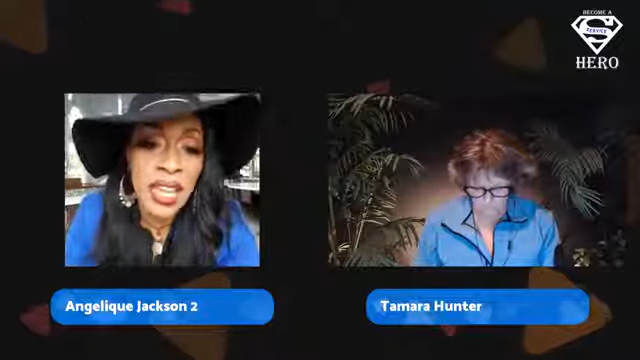 BECOME A
SERVICE
HERO
Angelique Jackson 2
Tamara Hunter